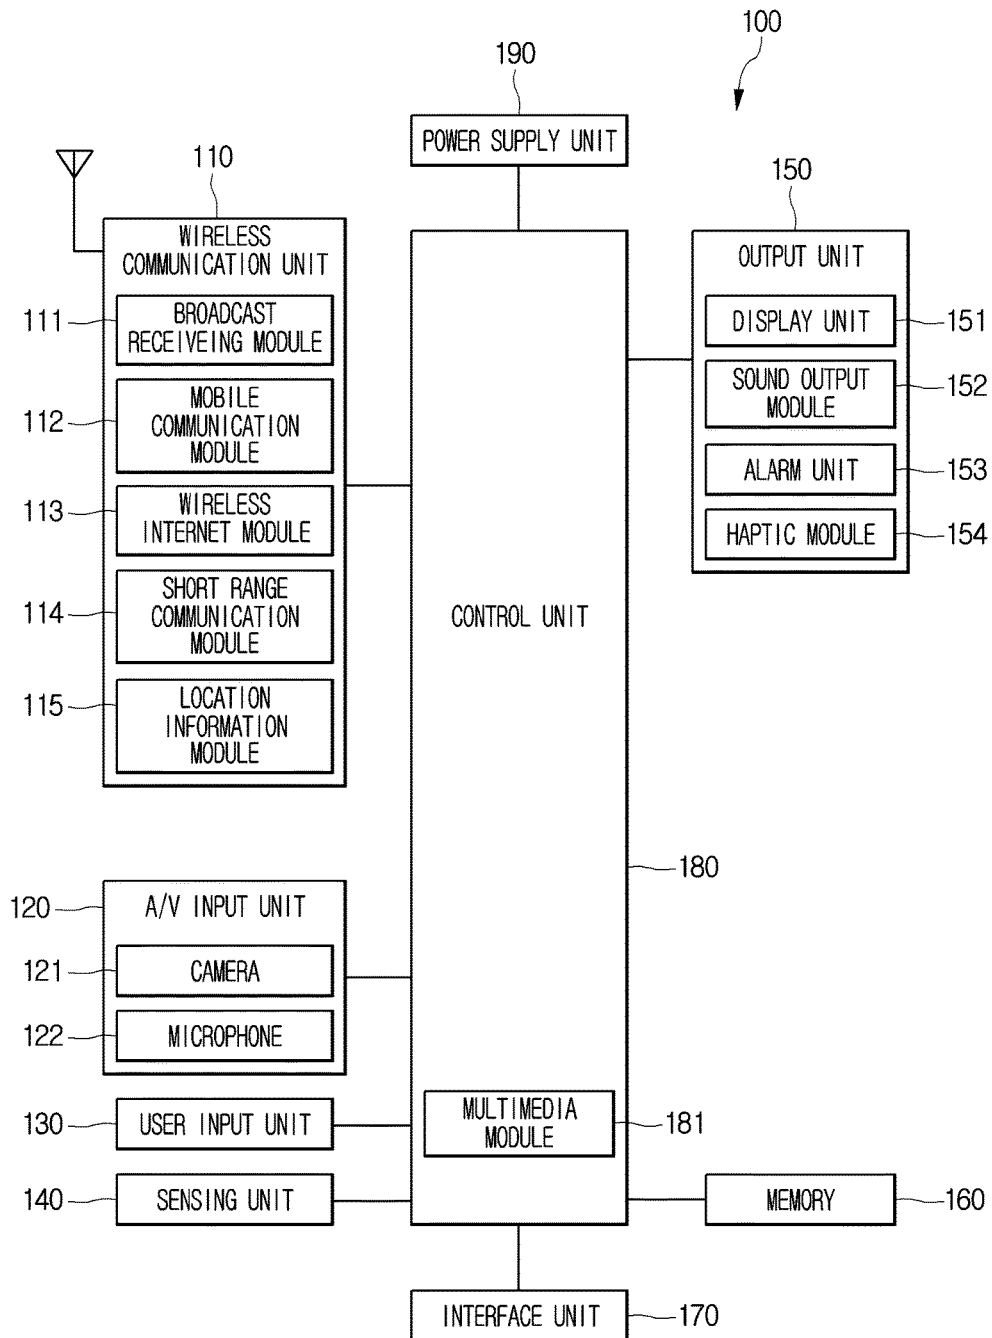 100
190
POWER SUPPLY UNIT
110
WIRELESS
COMMUNICATION UNIT
111
BROADCAST
RECEIVEING MODULE
112
MOBILE
COMMUNICATION
MODULE
113
WIRELESS
INTERNET MODULE
114
SHORT RANGE
COMMUNICATION
MODULE
115
LOCATION
INFORMATION
MODULE
120
A/V INPUT UNIT
121
CAMERA
122
MICROPHONE
130
USER INPUT UNIT
140
SENSING UNIT
CONTROL UNIT
180
MULTIMEDIA
MODULE
181
150
OUTPUT UNIT
DISPLAY UNIT
151
SOUND OUTPUT
MODULE
152
ALARM UNIT
153
HAPTIC MODULE
154
MEMORY
160
INTERFACE UNIT
170